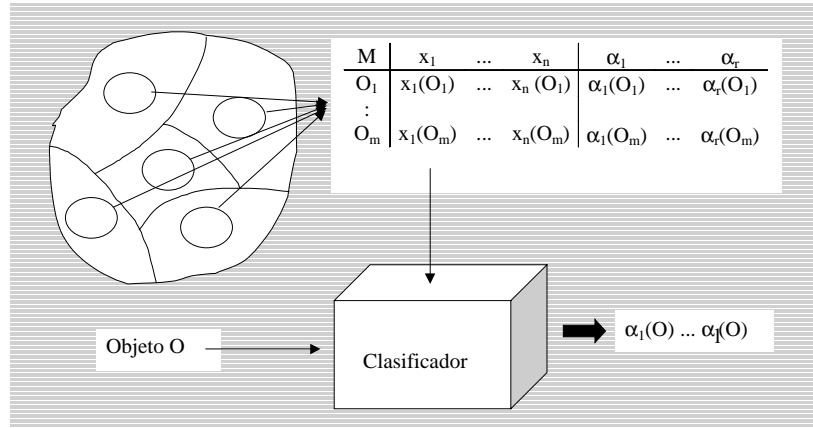 M x₁ ... xₙ α₁ ... αᵣ
O₁ x₁(O₁) ... xₙ (O₁) α₁(O₁) ... αᵣ(O₁)
:
Oₘ x₁(Oₘ) ... xₙ(Oₘ) α₁(Oₘ) ... αᵣ(Oₘ)
Objeto O
Clasificador
α₁(O) ... αl(O)